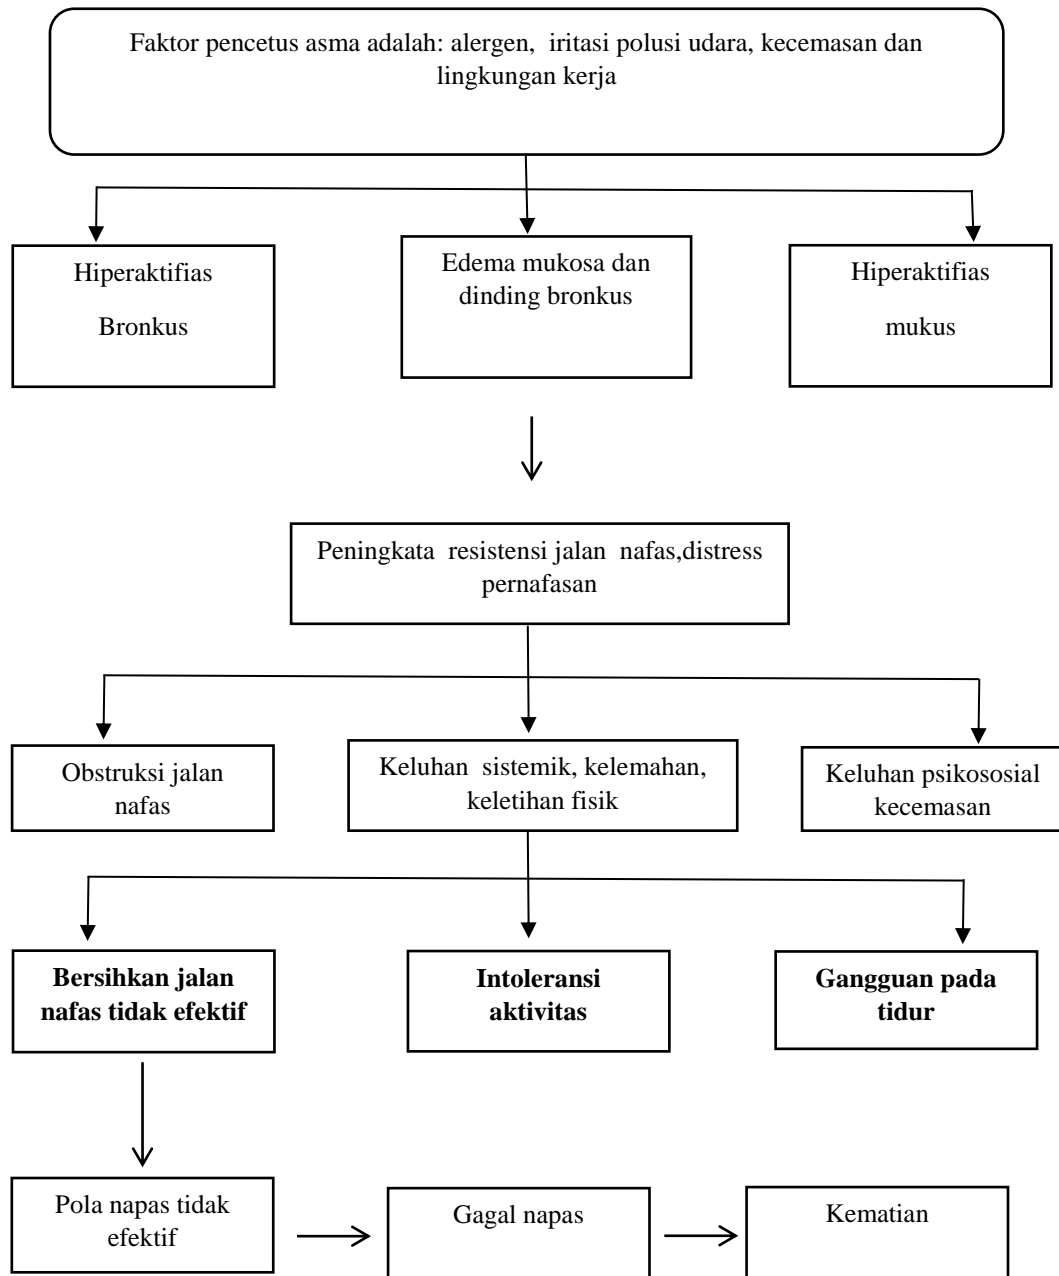 Faktor pencetus asma adalah: alergen,  iritasi polusi udara, kecemasan dan
lingkungan kerja
Hiperaktifias
Bronkus
Edema mukosa dan
dinding bronkus
Hiperaktifias
mukus
Peningkata  resistensi jalan  nafas,distress
pernafasan
Obstruksi jalan
nafas
Keluhan  sistemik, kelemahan,
keletihan fisik
Keluhan psikososial
kecemasan
Bersihkan jalan
nafas tidak efektif
Intoleransi
aktivitas
Gangguan pada
tidur
Pola napas tidak
efektif
Gagal napas
Kematian